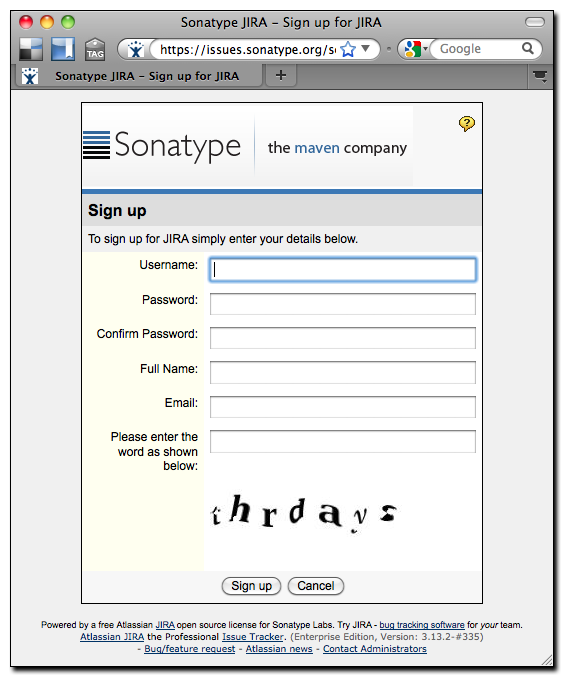 Sonatype JIRA – Sign up for JIRA
TAG
https://issues.sonatype.org/s
Google
Sonatype JIRA – Sign up for JIRA
+
Sonatype
the maven company
?
Sign up
To sign up for JIRA simply enter your details below.
Username:
Password:
Confirm Password:
Full Name:
Email:
Please enter the
word as shown
below:
thrdays
Sign up Cancel
Powered by a free Atlassian JIRA open source license for Sonatype Labs. Try JIRA - bug tracking software for your team.
Atlassian JIRA the Professional Issue Tracker. (Enterprise Edition, Version: 3.13.2-#335)
- Bug/feature request - Atlassian news - Contact Administrators